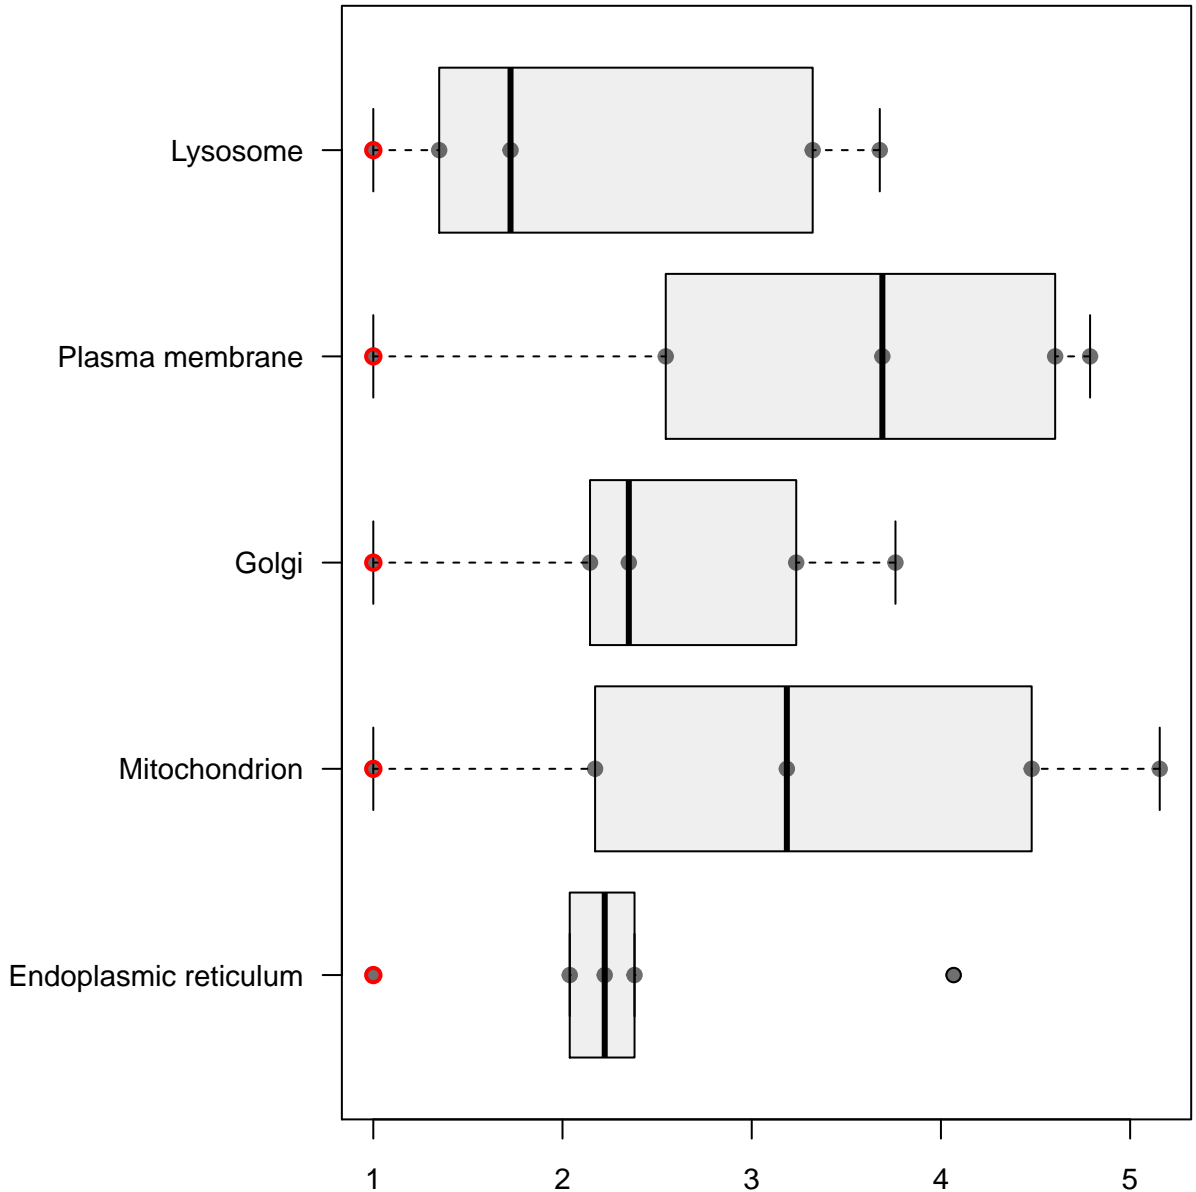 Lysosome
Plasma membrane
Golgi
Mitochondrion
Endoplasmic reticulum
1 2 3 4 5